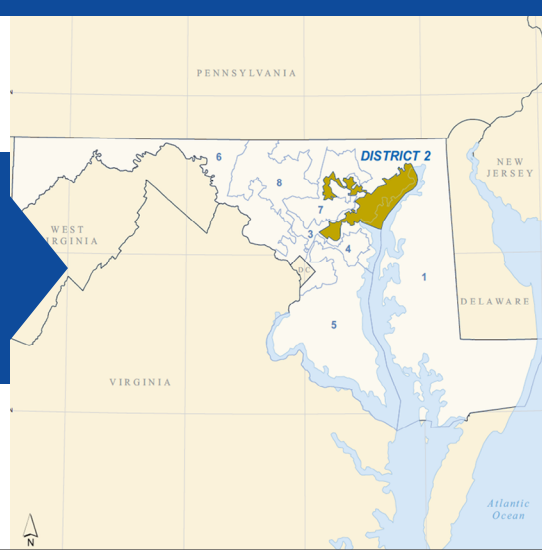 PENNSYLVANIA
DISTRICT 2
6
8
NEW
JERSEY
7
WEST
VIRGINIA
3
4
DC
1
DELAWARE
5
VIRGINIA
Atlantic
Ocean
N